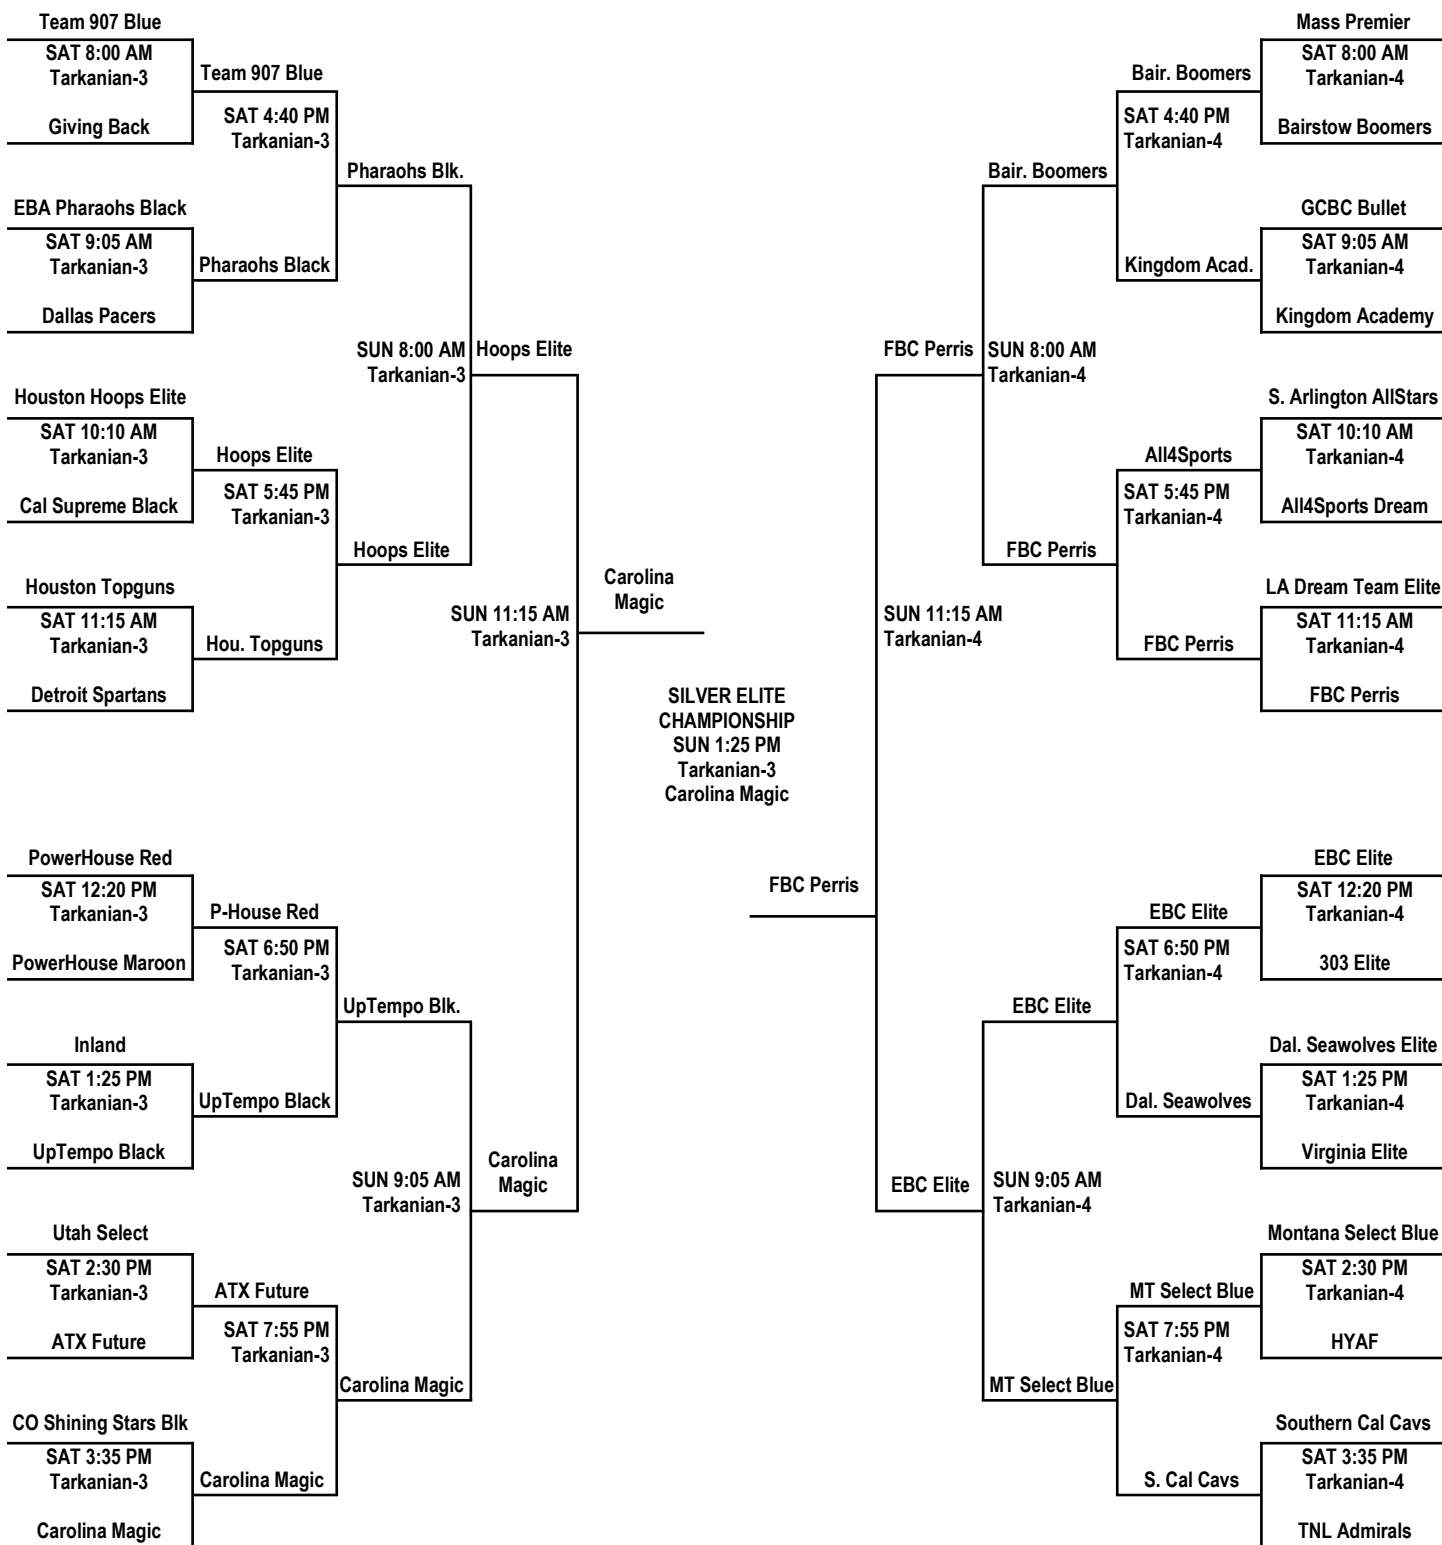 Team 907 Blue
SAT 8:00 AM
Tarkanian-3
Giving Back
EBA Pharaohs Black
SAT 9:05 AM
Tarkanian-3
Dallas Pacers
Houston Hoops Elite
SAT 10:10 AM
Tarkanian-3
Cal Supreme Black
Houston Topguns
SAT 11:15 AM
Tarkanian-3
Detroit Spartans
PowerHouse Red
SAT 12:20 PM
Tarkanian-3
PowerHouse Maroon
Inland
SAT 1:25 PM
Tarkanian-3
UpTempo Black
Utah Select
SAT 2:30 PM
Tarkanian-3
ATX Future
CO Shining Stars Blk
SAT 3:35 PM
Tarkanian-3
Carolina Magic
Team 907 Blue
SAT 4:40 PM
Tarkanian-3
Pharaohs Black
Hoops Elite
SAT 5:45 PM
Tarkanian-3
Hou. Topguns
P-House Red
SAT 6:50 PM
Tarkanian-3
UpTempo Black
ATX Future
SAT 7:55 PM
Tarkanian-3
Carolina Magic
Pharaohs Blk.
SUN 8:00 AM
Tarkanian-3
Hoops Elite
UpTempo Blk.
SUN 9:05 AM
Tarkanian-3
Carolina Magic
Hoops Elite
SUN 11:15 AM
Tarkanian-3
Carolina
Magic
Carolina
Magic
SILVER ELITE
CHAMPIONSHIP
SUN 1:25 PM
Tarkanian-3
Carolina Magic
FBC Perris
FBC Perris
SUN 11:15 AM
Tarkanian-4
EBC Elite
Bair. Boomers
SUN 8:00 AM
Tarkanian-4
FBC Perris
EBC Elite
SUN 9:05 AM
Tarkanian-4
MT Select Blue
Bair. Boomers
SAT 4:40 PM
Tarkanian-4
Kingdom Acad.
All4Sports
SAT 5:45 PM
Tarkanian-4
FBC Perris
EBC Elite
SAT 6:50 PM
Tarkanian-4
Dal. Seawolves
MT Select Blue
SAT 7:55 PM
Tarkanian-4
S. Cal Cavs
Mass Premier
SAT 8:00 AM
Tarkanian-4
Bairstow Boomers
GCBC Bullet
SAT 9:05 AM
Tarkanian-4
Kingdom Academy
S. Arlington AllStars
SAT 10:10 AM
Tarkanian-4
All4Sports Dream
LA Dream Team Elite
SAT 11:15 AM
Tarkanian-4
FBC Perris
EBC Elite
SAT 12:20 PM
Tarkanian-4
303 Elite
Dal. Seawolves Elite
SAT 1:25 PM
Tarkanian-4
Virginia Elite
Montana Select Blue
SAT 2:30 PM
Tarkanian-4
HYAF
Southern Cal Cavs
SAT 3:35 PM
Tarkanian-4
TNL Admirals